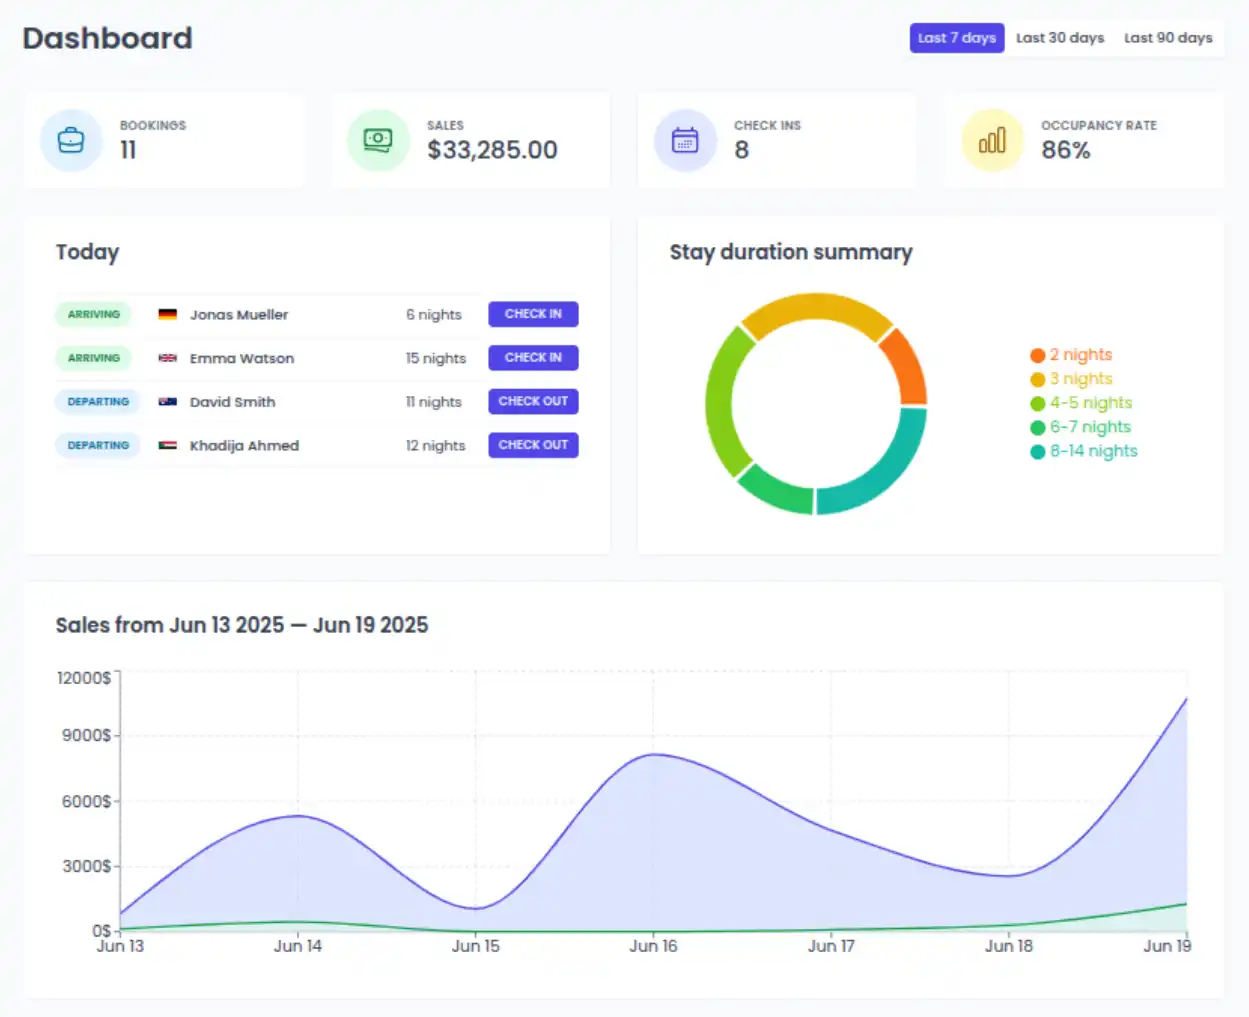 Dashboard
Last 7 days Last 30 days Last 90 days
BOOKINGS
11
SALES
$33,285.00
CHECK INS
8
OCCUPANCY RATE
86%
Today
ARRIVING Jonas Mueller 6 nights CHECK IN
ARRIVING Emma Watson 15 nights CHECK IN
DEPARTING David Smith 11 nights CHECK OUT
DEPARTING Khadija Ahmed 12 nights CHECK OUT
Stay duration summary
2 nights
3 nights
4-5 nights
6-7 nights
8-14 nights
Sales from Jun 13 2025 — Jun 19 2025
12000$
9000$
6000$
3000$
0$
Jun 13 Jun 14 Jun 15 Jun 16 Jun 17 Jun 18 Jun 19